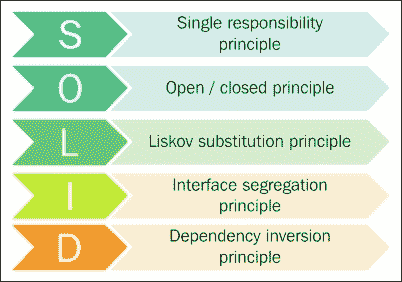 S
Single responsibility
principle
O
Open / closed principle
L
Liskov substitution principle
I
Interface segregation
principle
D
Dependency inversion
principle